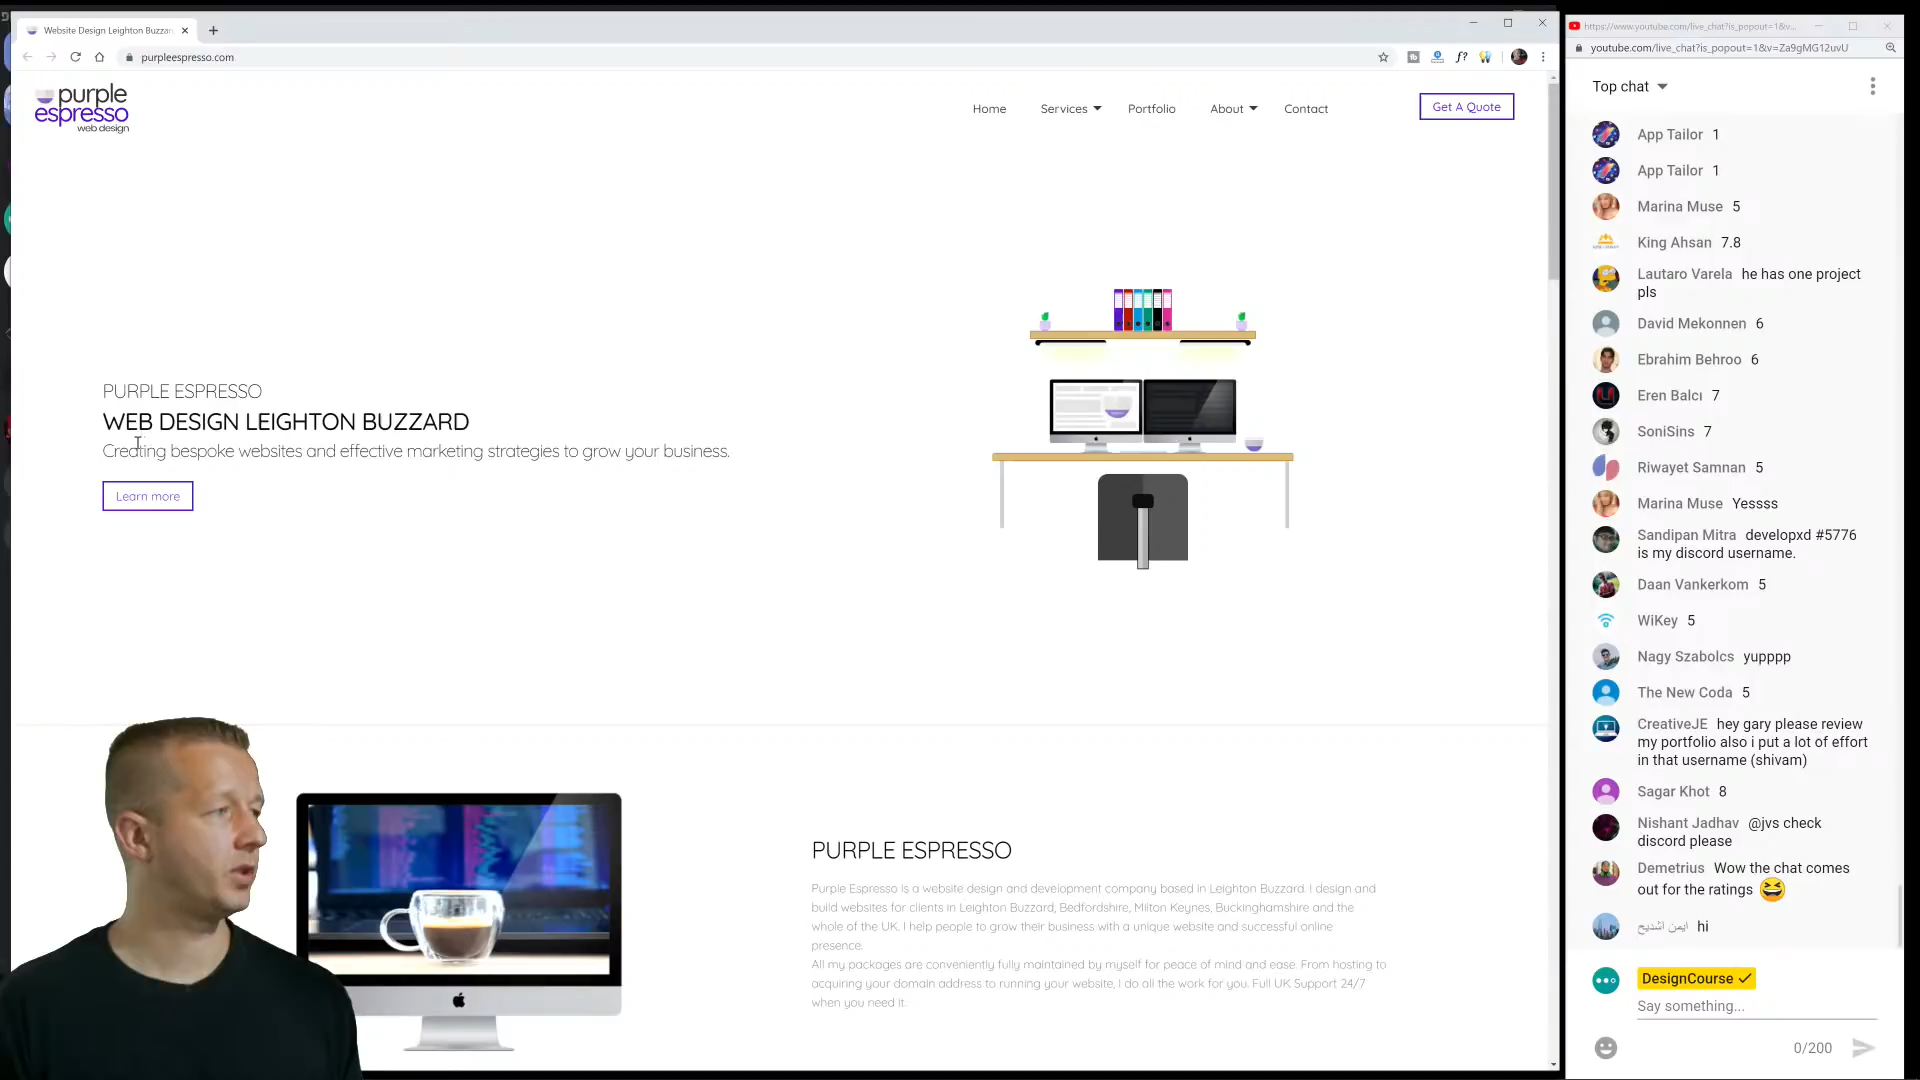 Website Design Leighton Buzzar
purpleespresso.com
purple
espresso
web design
Home
Services
Portfolio
About
Contact
Get A Quote
PURPLE ESPRESSO
WEB DESIGN LEIGHTON BUZZARD
Creating bespoke websites and effective marketing strategies to grow your business.
Learn more
PURPLE ESPRESSO
Purple Espresso is a website design and development company based in Leighton Buzzard. I design and
build websites for clients in Leighton Buzzard, Bedfordshire, Milton Keynes, Buckinghamshire and the
whole of the UK. I help people to grow their business with a unique website and successful online
presence.
All my packages are conveniently fully maintained by myself for peace of mind and ease. From hosting to
acquiring your domain address to running your website, I do all the work for you. Full UK Support 24/7
when you need it.
https://www.youtube.com/live_chat?is_popout=1&v...
youtube.com/live_chat?is_popout=1&v=Za9gMG12uvU
Top chat
App Tailor 1
App Tailor 1
Marina Muse 5
King Ahsan 7.8
Lautaro Varela he has one project
pls
David Mekonnen 6
Ebrahim Behroo 6
Eren Balcı 7
SoniSins 7
Riwayet Samnan 5
Marina Muse Yessss
Sandipan Mitra developxd #5776
is my discord username.
Daan Vankerkom 5
WiKey 5
Nagy Szabolcs yupppp
The New Coda 5
CreativeJE hey gary please review
my portfolio also i put a lot of effort
in that username (shivam)
Sagar Khot 8
Nishant Jadhav @jvs check
discord please
Demetrius Wow the chat comes
out for the ratings
ايمن اشديح hi
DesignCourse
Say something...
0/200